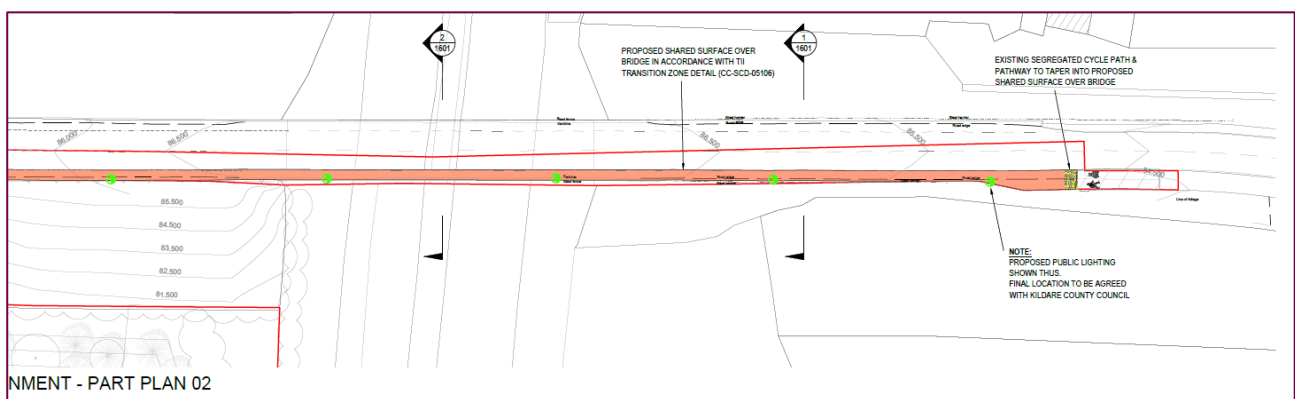 2
1601
1
1601
PROPOSED SHARED SURFACE OVER
BRIDGE IN ACCORDANCE WITH TII
TRANSITION ZONE DETAIL (CC-SCD-05106)
EXISTING SEGREGATED CYCLE PATH &
PATHWAY TO TAPER INTO PROPOSED
SHARED SURFACE OVER BRIDGE
86.000
86.500
86.500
85.500
85.500
84.500
83.500
82.500
81.500
Line of foliage
NOTE:
PROPOSED PUBLIC LIGHTING
SHOWN THUS.
FINAL LOCATION TO BE AGREED
WITH KILDARE COUNTY COUNCIL
NMENT - PART PLAN 02